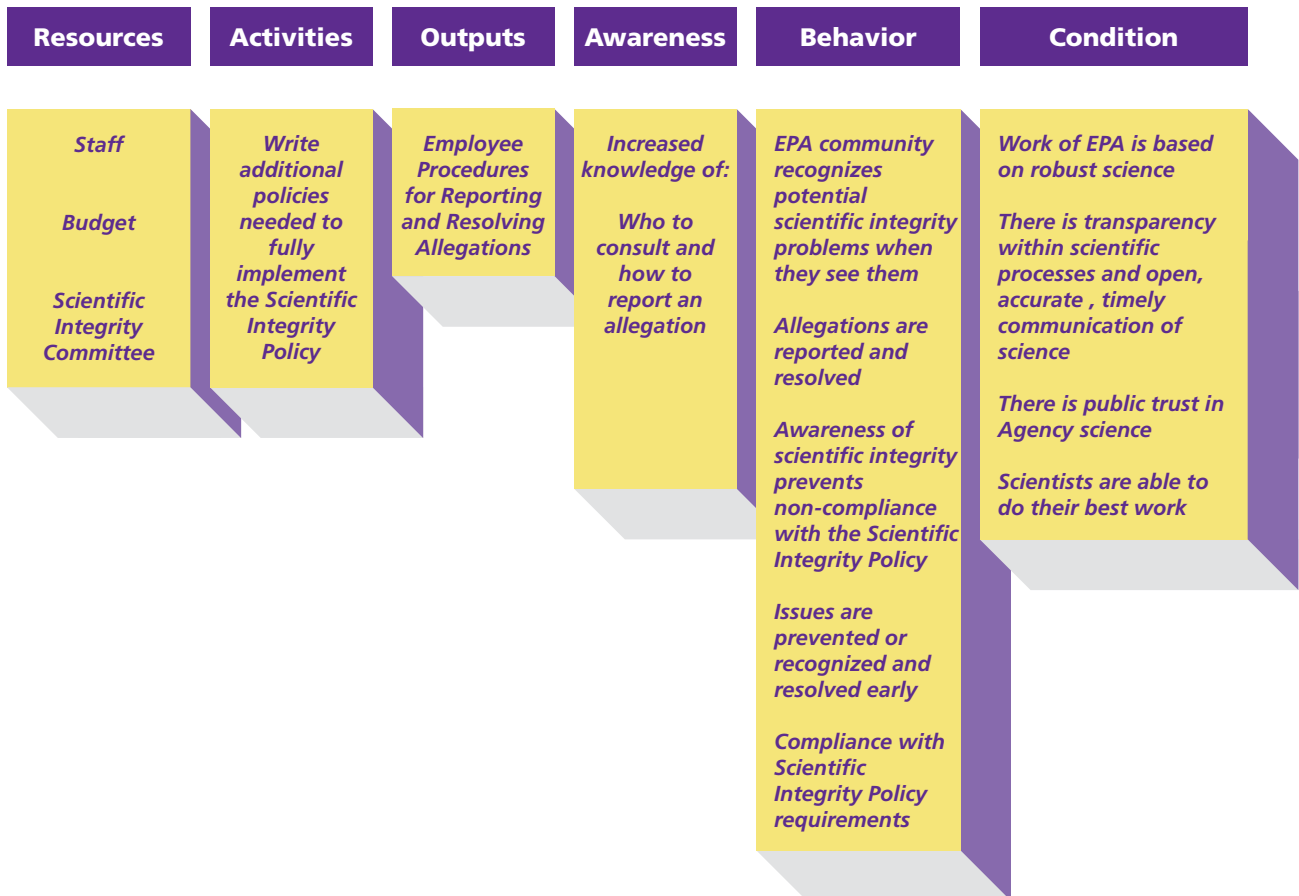 Resources
Activities
Outputs
Awareness
Behavior
Condition
Staff
Budget
Scientific
Integrity
Committee
Write
additional
policies
needed to
fully
implement
the Scientific
Integrity
Policy
Employee
Procedures
for Reporting
and Resolving
Allegations
Increased
knowledge of:
Who to
consult and
how to
report an
allegation
EPA community
recognizes
potential
scientific integrity
problems when
they see them
Allegations are
reported and
resolved
Awareness of
scientific integrity
prevents
non-compliance
with the Scientific
Integrity Policy
Issues are
prevented or
recognized and
resolved early
Compliance with
Scientific
Integrity Policy
requirements
Work of EPA is based
on robust science
There is transparency
within scientific
processes and open,
accurate , timely
communication of
science
There is public trust in
Agency science
Scientists are able to
do their best work